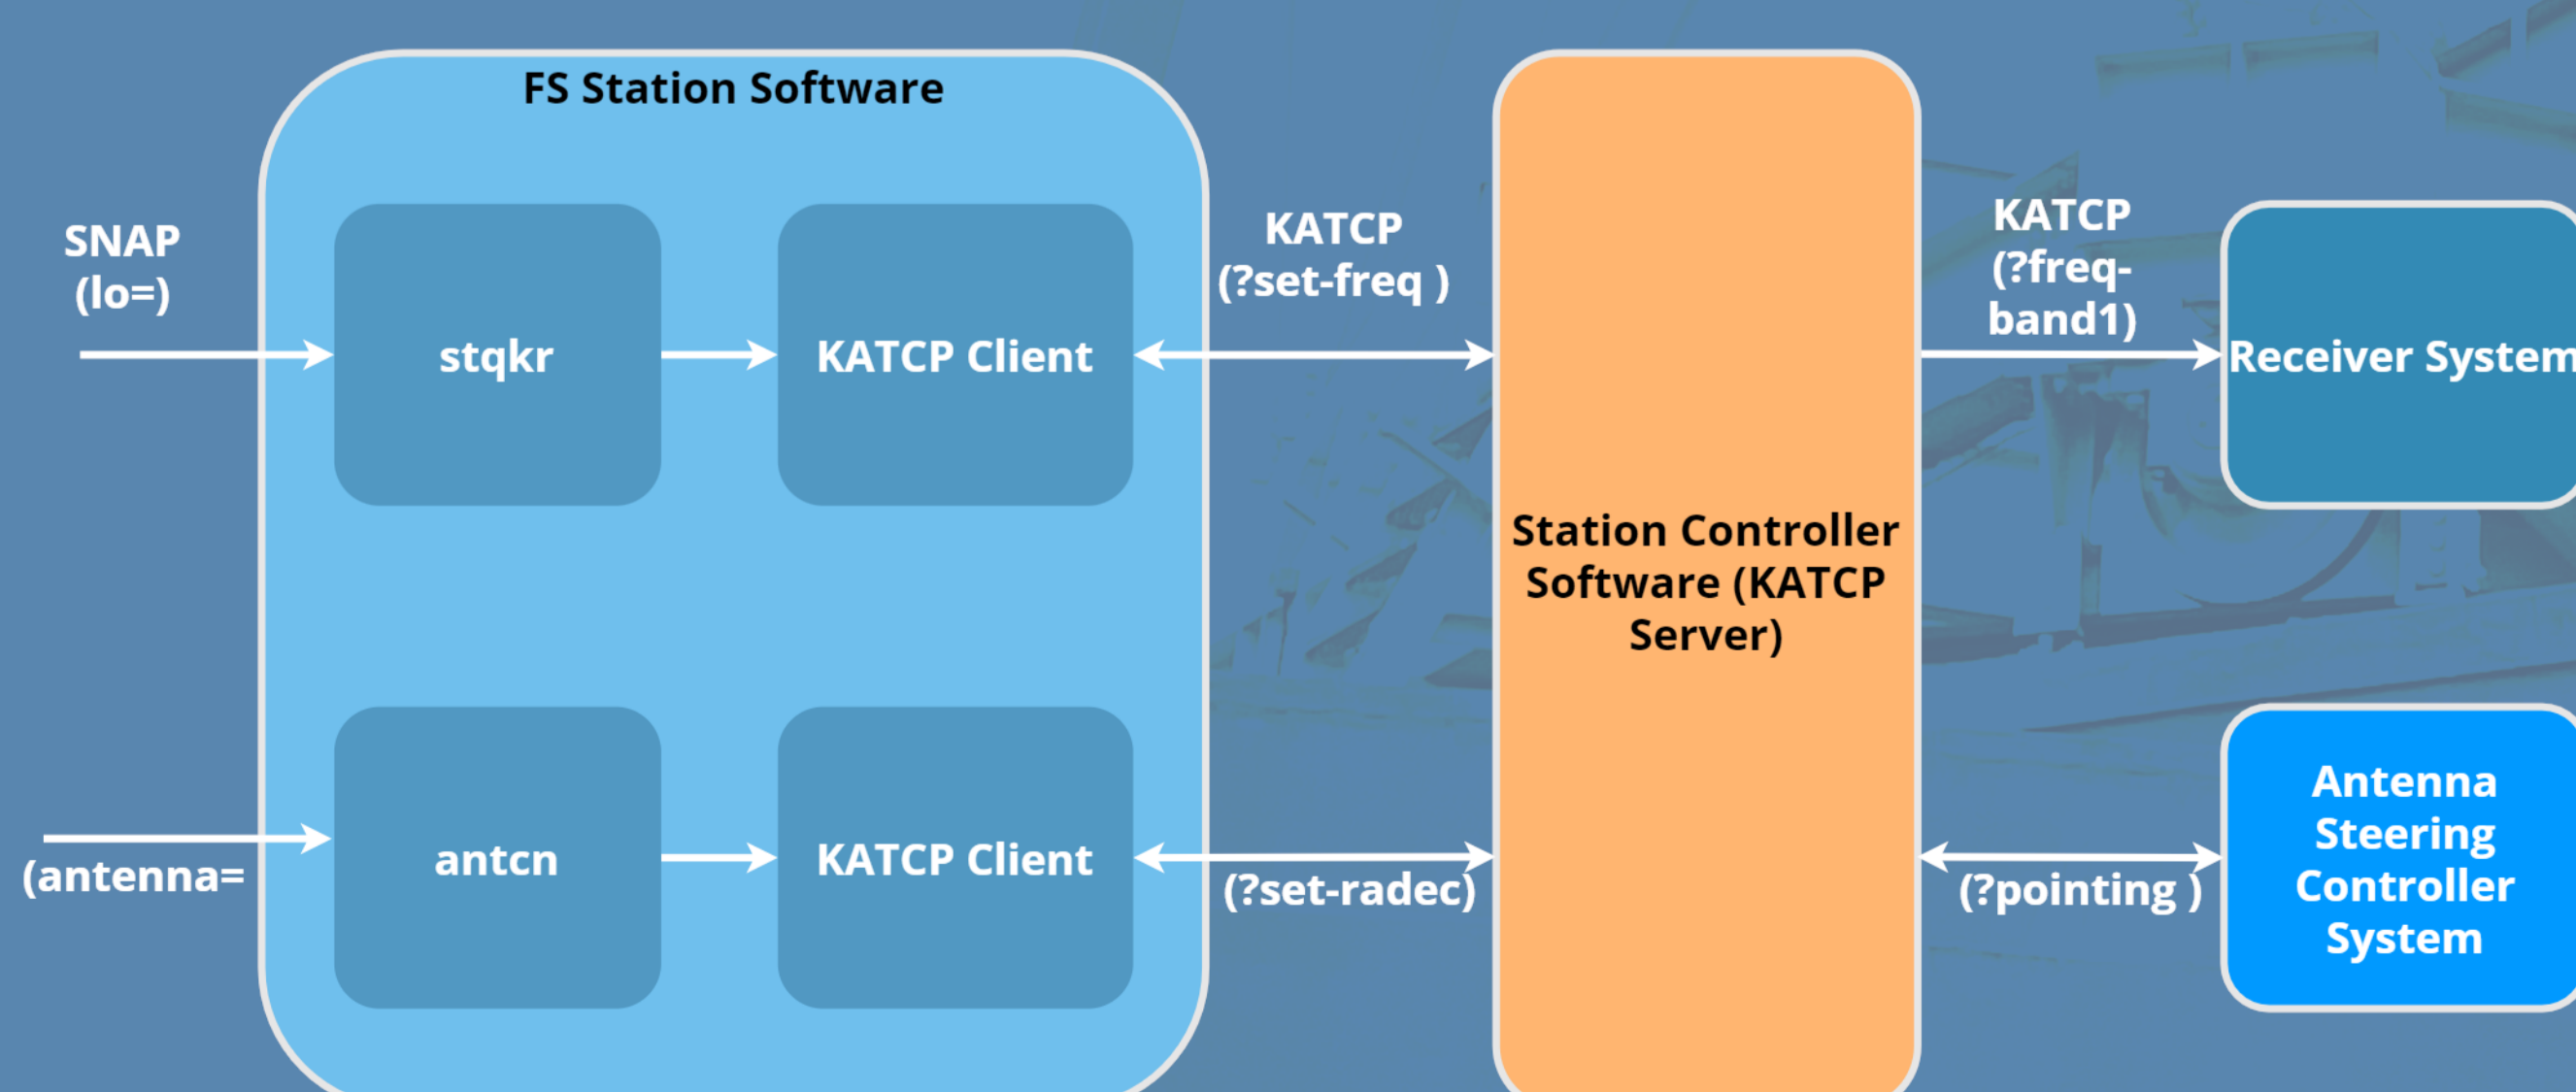 FS Station Software
SNAP
(lo=)
stqkr
KATCP Client
KATCP
(?set-freq )
KATCP
(?freq-
band1)
Receiver System
Station Controller
Software (KATCP
Server)
(antenna=
antcn
KATCP Client
(?set-radec)
(?pointing )
Antenna
Steering
Controller
System